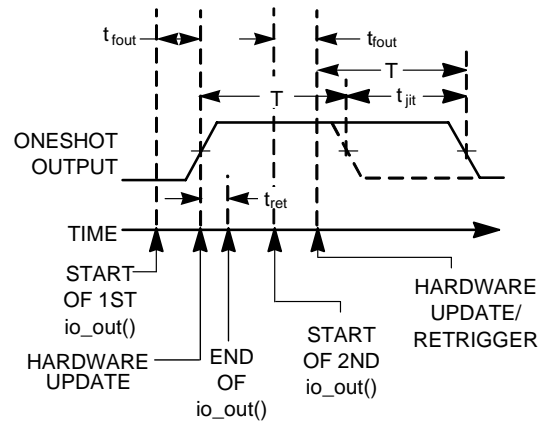 tfout
tfout
T
T
tjit
ONESHOT
OUTPUT
tret
TIME
START
OF 1ST
io_out()
HARDWARE
UPDATE
END
OF
io_out()
START
OF 2ND
io_out()
HARDWARE
UPDATE/
RETRIGGER